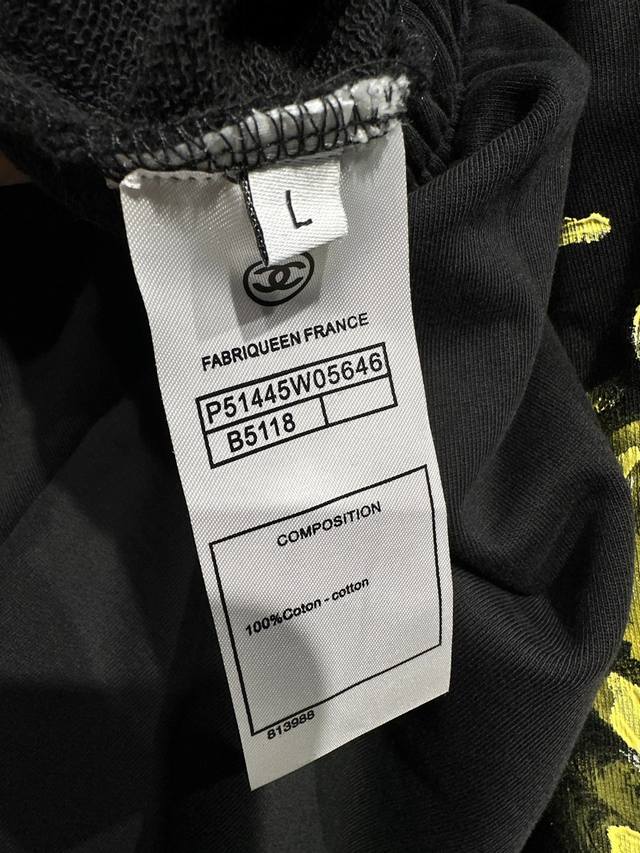 L
FABRIQUEEN FRANCE
P51445W05646
B5118
COMPOSITION
100%Coton - cotton
813988